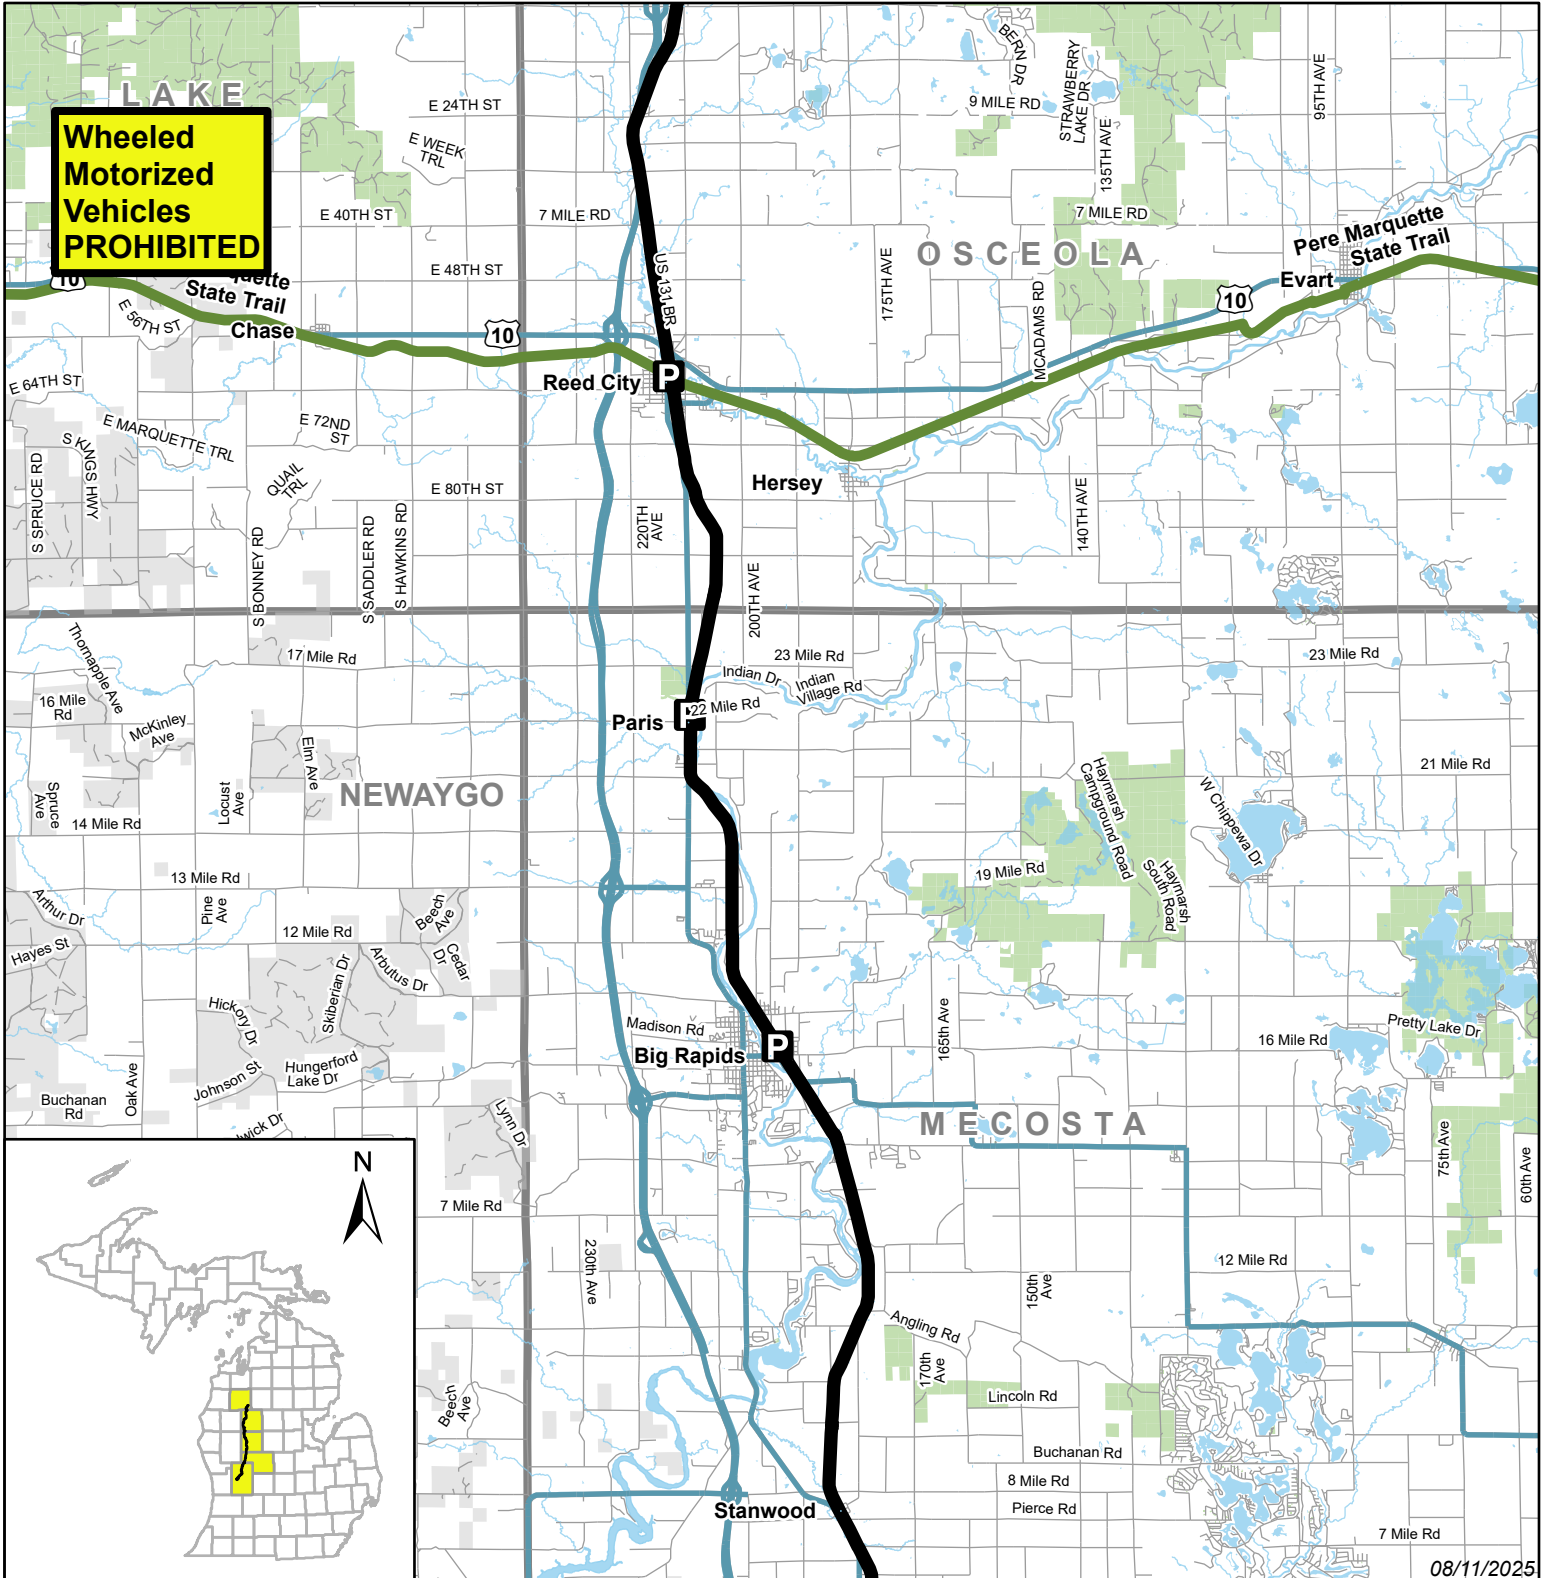 BERN DR
STRAWBERRY
LAKE DR
95TH AVE
LAKE
E 24TH ST
9 MILE RD
Wheeled
Motorized
Vehicles
PROHIBITED
E WEEK
TRL
135TH AVE
E 40TH ST
7 MILE RD
7 MILE RD
Pere Marquette
State Trail
OSCEOLA
US 131 BR
175TH AVE
E 48TH ST
10
quette
State Trail
Evart
10
MCADAMS RD
E 56TH ST
Chase
10
Reed City
P
E 64TH ST
E MARQUETTE TRL
E 72ND
ST
S KINGS HWY
S SPRUCE RD
QUAIL
TRL
E 80TH ST
Hersey
220TH
AVE
140TH AVE
S BONNEY RD
S SADDLER RD
S HAWKINS RD
200TH AVE
Thornapple Ave
17 Mile Rd
23 Mile Rd
23 Mile Rd
Indian Dr
Indian
Village Rd
16 Mile
Rd
McKinley
Ave
Paris
22 Mile Rd
Elm Ave
Spruce
Ave
Locust
Ave
NEWAYGO
21 Mile Rd
Haymarsh
Campground Road
W Chippewa Dr
14 Mile Rd
13 Mile Rd
19 Mile Rd
Haymarsh
South Road
Arthur Dr
Pine
Ave
Beech
Ave
12 Mile Rd
Hayes St
Arbutus Dr
Cedar
Dr
Skiberian Dr
Hickory Dr
Madison Rd
165th Ave
Pretty Lake Dr
16 Mile Rd
Big Rapids
P
Hungerford
Lake Dr
Johnson St
Oak Ave
Buchanan
Rd
MECOSTA
wick Dr
Lynn Dr
75th Ave
60th Ave
N
7 Mile Rd
230th Ave
12 Mile Rd
150th
Ave
Angling Rd
170th
Ave
Lincoln Rd
Beech
Ave
Buchanan Rd
8 Mile Rd
Stanwood
Pierce Rd
7 Mile Rd
08/11/2025